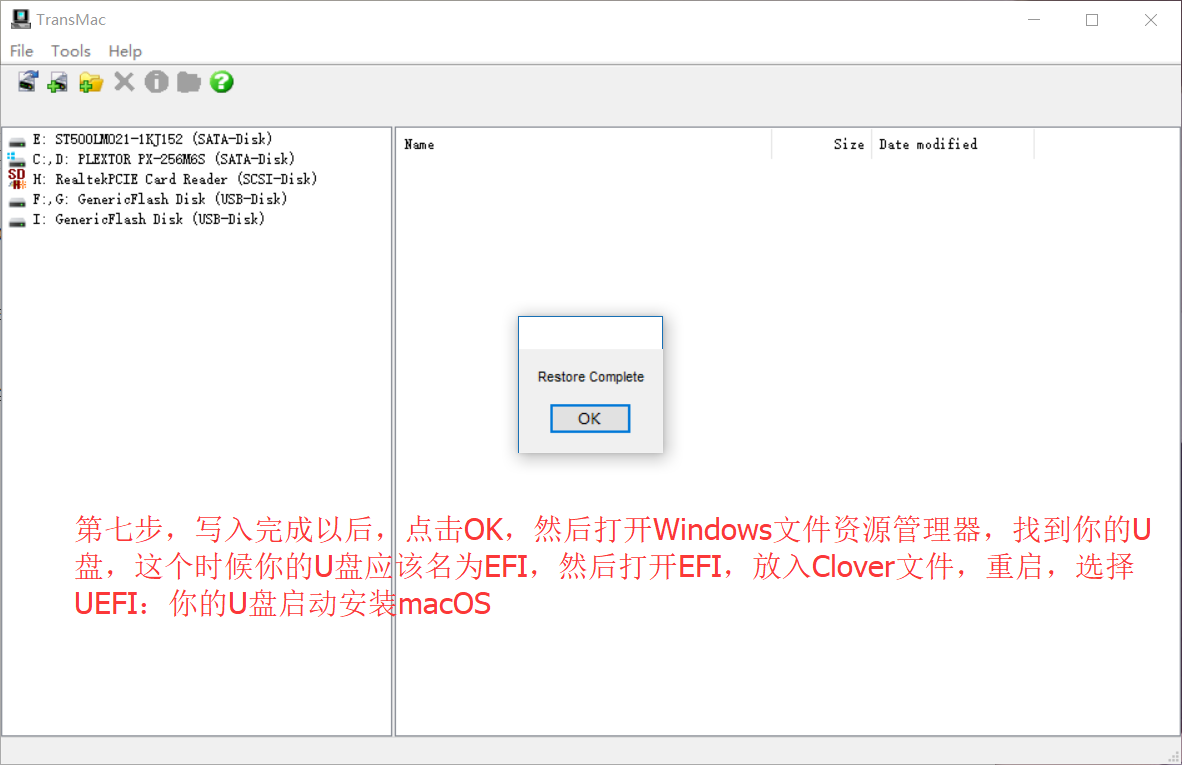 TransMac
File Tools Help
E: ST500LM021-1KJ152 (SATA-Disk)
C:,D: PLEXTOR PX-256M6S (SATA-Disk)
H: RealtekPCIE Card Reader (SCSI-Disk)
F:,G: GenericFlash Disk (USB-Disk)
I: GenericFlash Disk (USB-Disk)
Name Size Date modified
Restore Complete
OK
第七步，写入完成以后，点击OK，然后打开Windows文件资源管理器，找到你的U
盘，这个时候你的U盘应该名为EFI，然后打开EFI，放入Clover文件，重启，选择
UEFI：你的U盘启动安装macOS